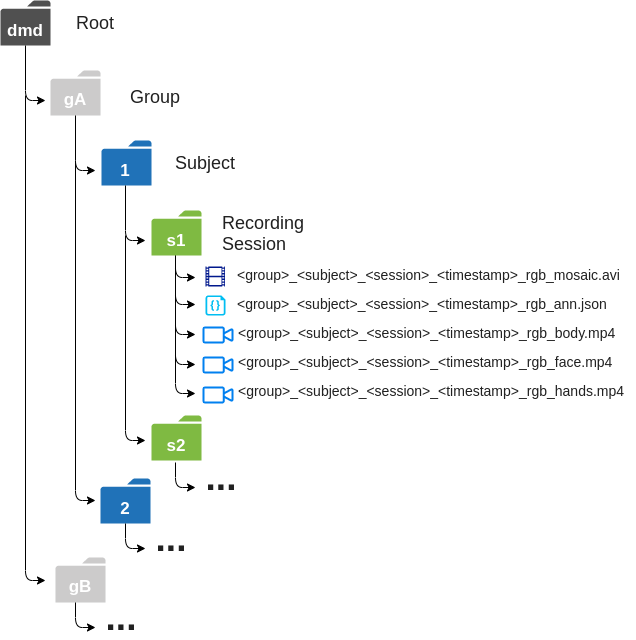 dmd
Root
gA
Group
1
Subject
s1
Recording
Session
<group>_<subject>_<session>_<timestamp>_rgb_mosaic.avi
{}
<group>_<subject>_<session>_<timestamp>_rgb_ann.json
<group>_<subject>_<session>_<timestamp>_rgb_body.mp4
<group>_<subject>_<session>_<timestamp>_rgb_face.mp4
<group>_<subject>_<session>_<timestamp>_rgb_hands.mp4
s2
...
2
...
gB
...